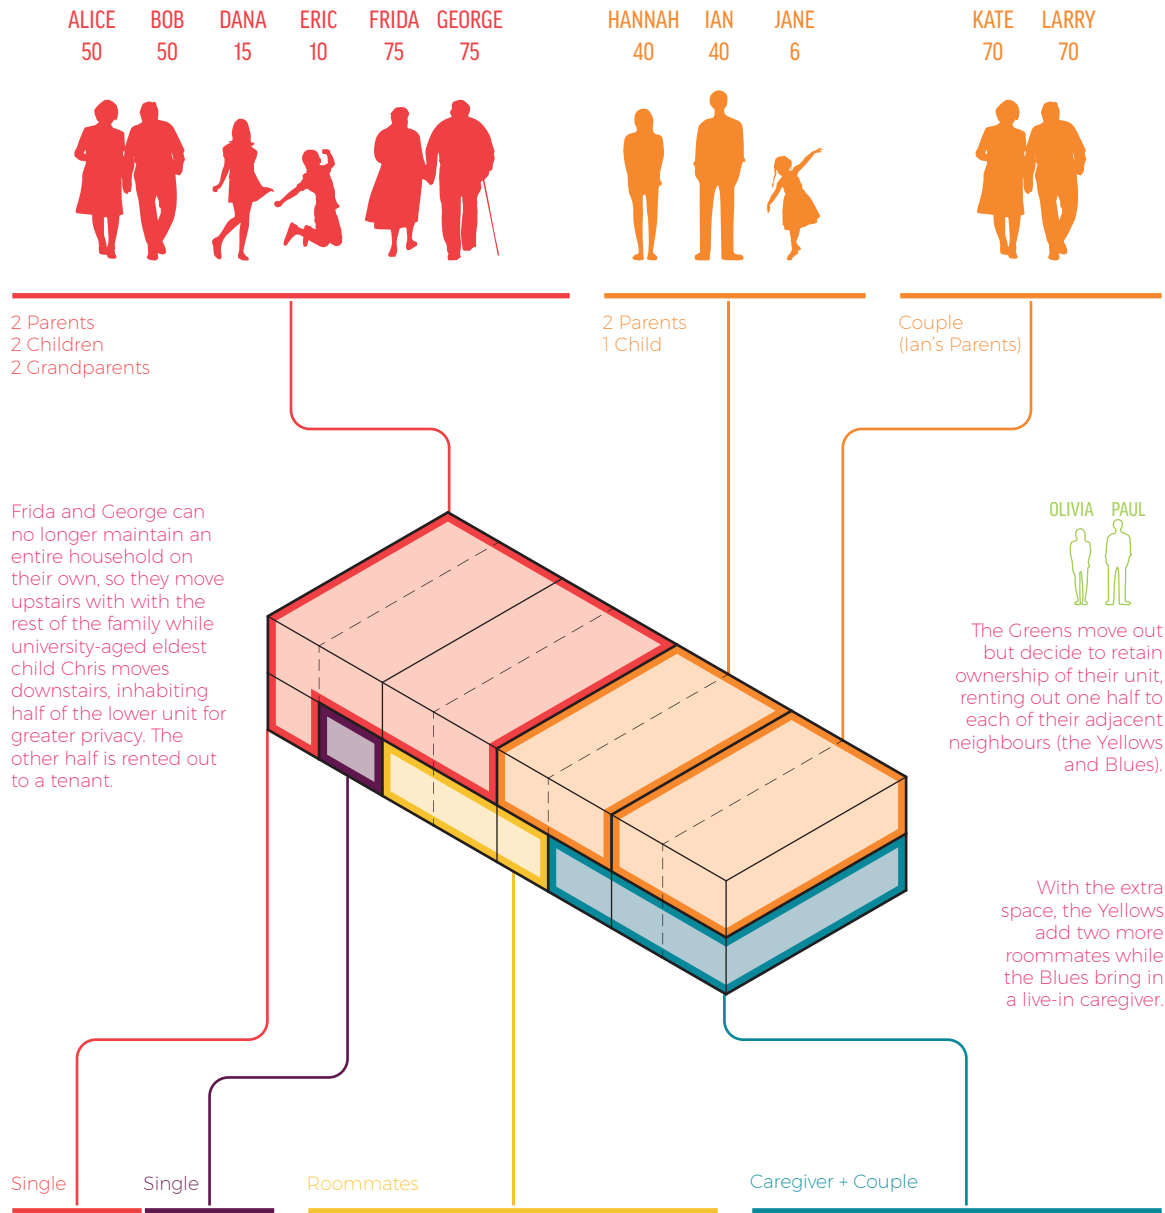 ALICE BOB DANA ERIC FRIDA GEORGE
50 50 15 10 75 75
HANNAH IAN JANE
40 40 6
KATE LARRY
70 70
2 Parents
2 Children
2 Grandparents
2 Parents
1 Child
Couple
(Ian's Parents)
Frida and George can
no longer maintain an
entire household on
their own, so they move
upstairs with with the
rest of the family while
university-aged eldest
child Chris moves
downstairs, inhabiting
half of the lower unit for
greater privacy. The
other half is rented out
to a tenant.
OLIVIA PAUL
The Greens move out
but decide to retain
ownership of their unit,
renting out one half to
each of their adjacent
neighbours (the Yellows
and Blues).
With the extra
space, the Yellows
add two more
roommates while
the Blues bring in
a live-in caregiver.
Single
Single
Roommates
Caregiver + Couple